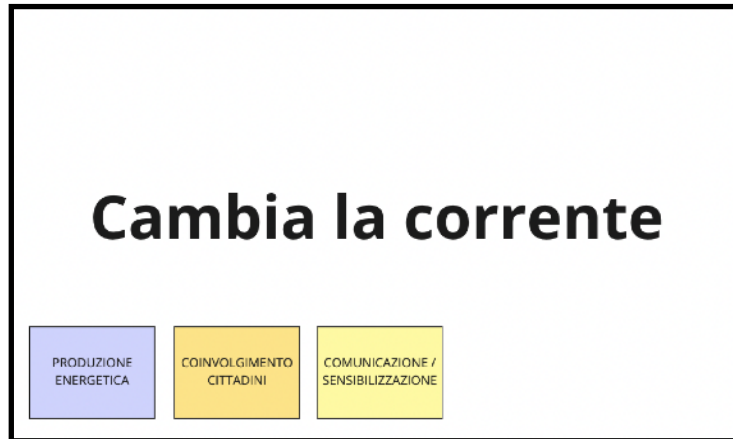 Cambia la corrente
PRODUZIONE
ENERGETICA
COINVOLGIMENTO
CITTADINI
COMUNICAZIONE /
SENSIBILIZZAZIONE